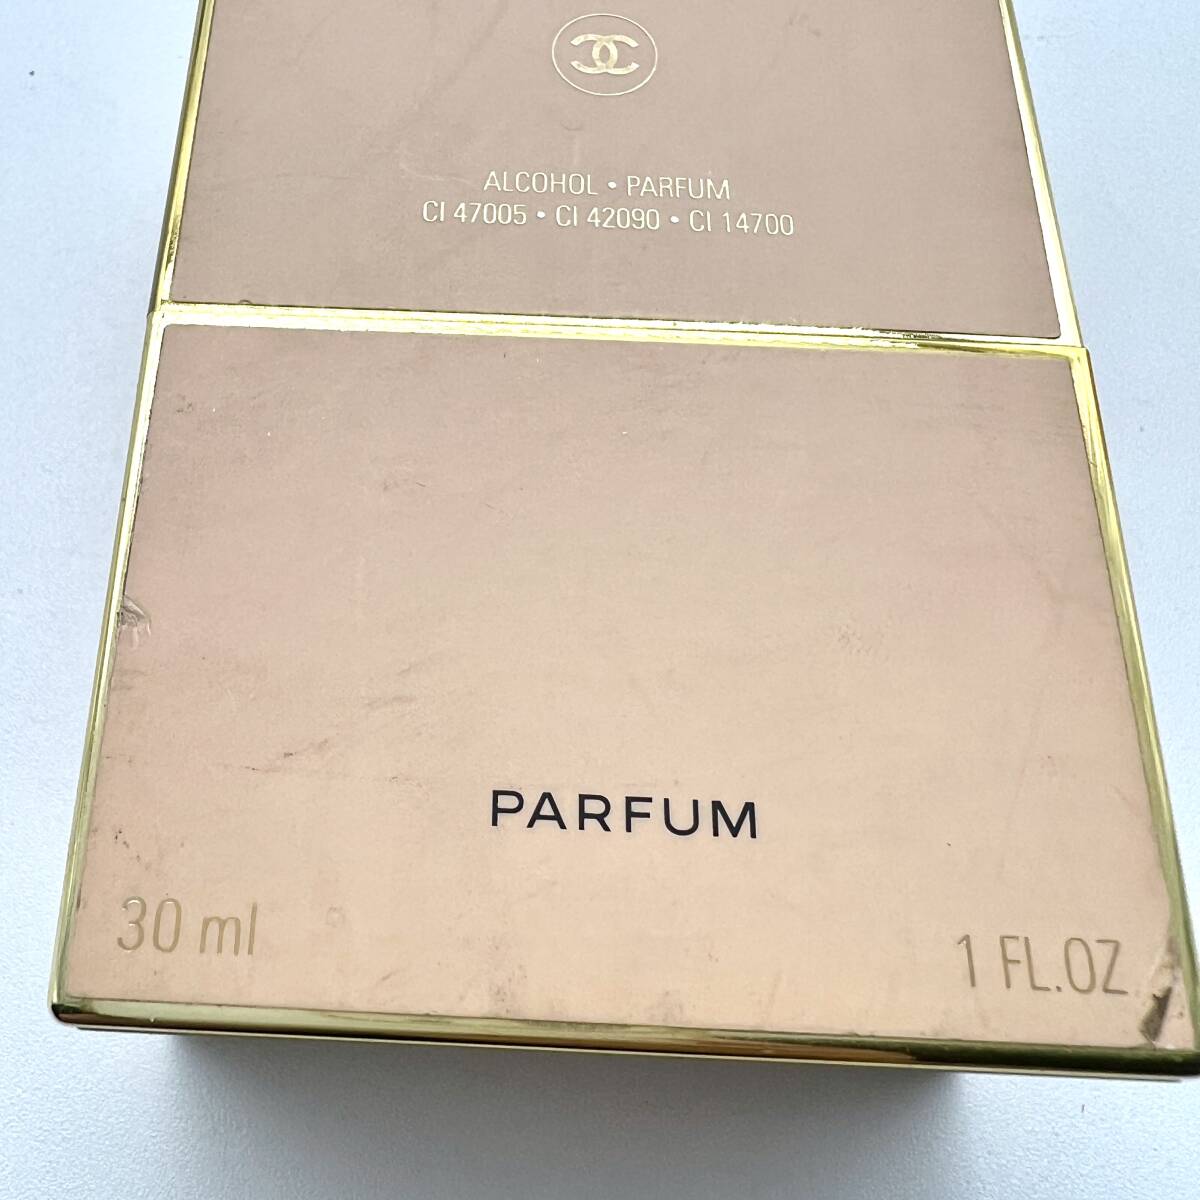 ALCOHOL • PARFUM
CI 47005 • CI 42090 • CI 14700
PARFUM
30 ml
1 FL.OZ